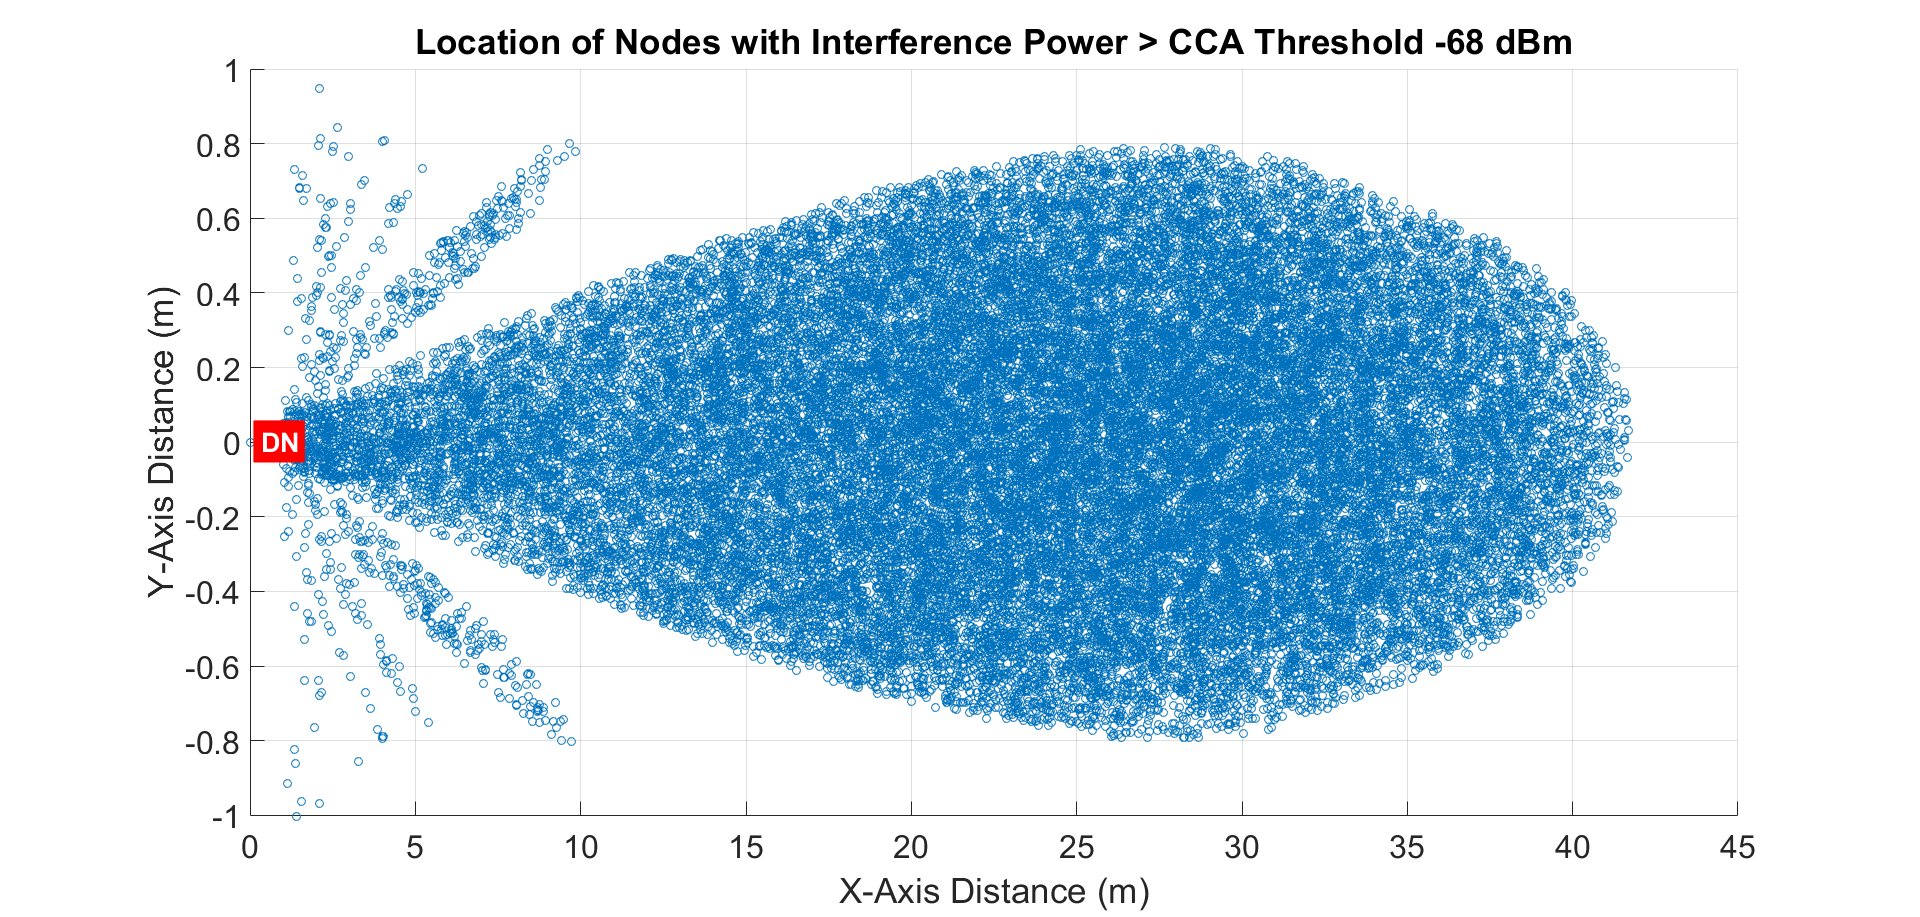 Location of Nodes with Interference Power > CCA Threshold -68 dBm
1
0.8
0.6
0.4
0.2
0
-0.2
-0.4
-0.6
-0.8
-1
Y-Axis Distance (m)
DN
0 5 10 15 20 25 30 35 40 45
X-Axis Distance (m)